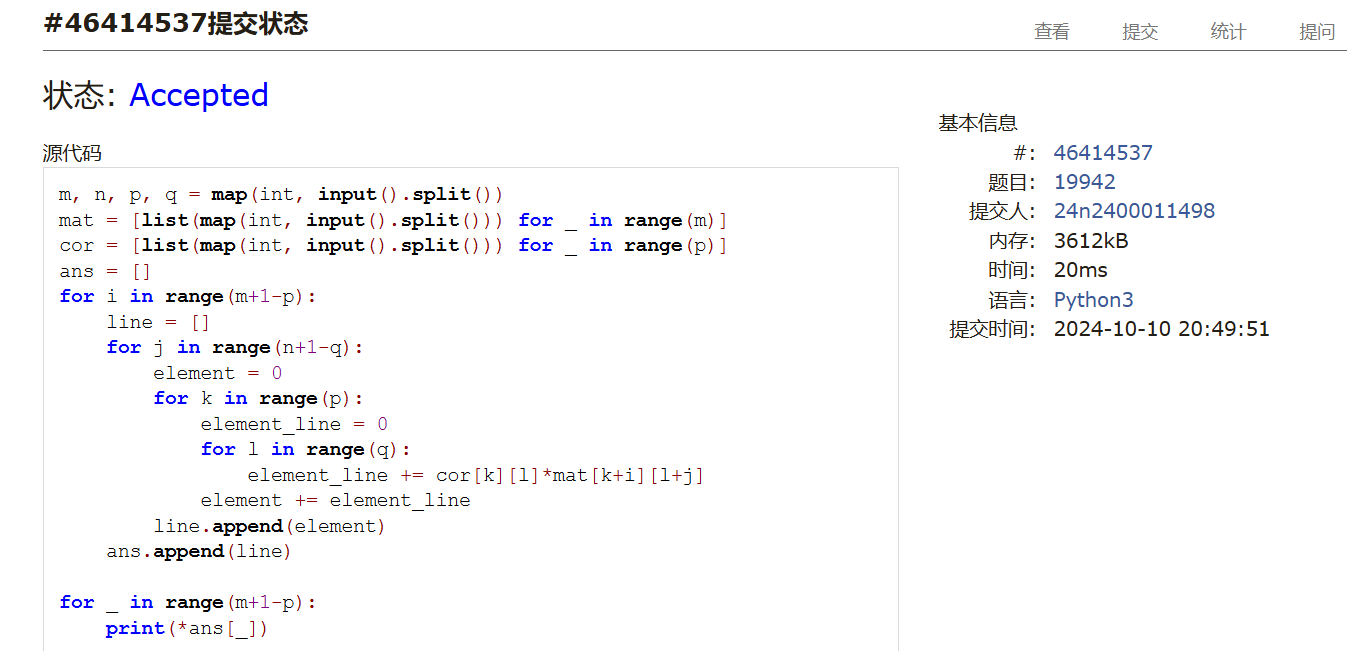 #46414537提交状态
查看 提交 统计 提问
状态: Accepted
源代码
m, n, p, q = map(int, input().split())
mat = [list(map(int, input().split())) for _ in range(m)]
cor = [list(map(int, input().split())) for _ in range(p)]
ans = []
for i in range(m+1-p):
    line = []
    for j in range(n+1-q):
        element = 0
        for k in range(p):
            element_line = 0
            for l in range(q):
                element_line += cor[k][l]*mat[k+i][l+j]
            element += element_line
        line.append(element)
    ans.append(line)
for _ in range(m+1-p):
    print(*ans[_])
基本信息
#: 46414537
题目: 19942
提交人: 24n2400011498
内存: 3612kB
时间: 20ms
语言: Python3
提交时间: 2024-10-10 20:49:51